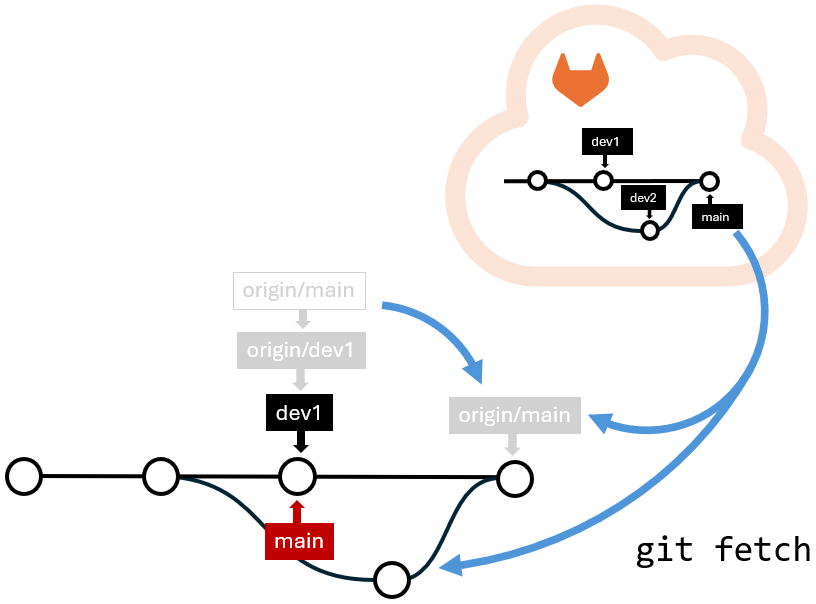 dev1
dev2
main
origin/main
origin/dev1
dev1
origin/main
main
git fetch